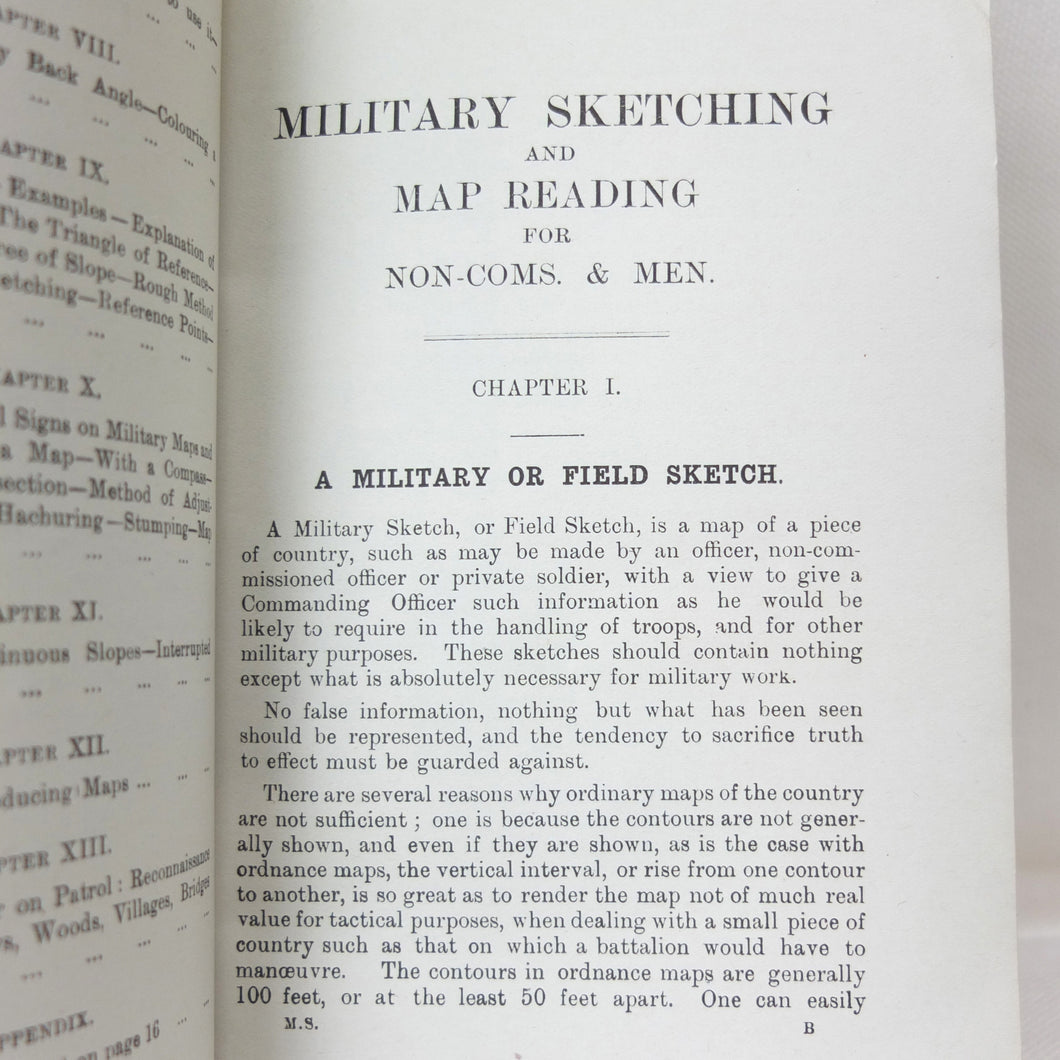 to use it—
... ...
CHAPTER VIII.
Back Angle—Colouring a
... ... ... ...
CHAPTER IX.
Examples—Explanation of
The Triangle of Reference—
of Slope—Rough Method
—Reference Points—
... ... ... ...
CHAPTER X.
Signs on Military Maps and
a Map—With a Compass—
—Method of Adjust-
Hachuring—Stumping—Map
... ... ... ...
CHAPTER XI.
Slopes—Interrupted
... ... ... ...
CHAPTER XII.
Maps ... ... ...
CHAPTER XIII.
on Patrol: Reconnaissance
Woods, Villages, Bridges
... ... ...
APPENDIX.
on page 16 ... ...
MILITARY SKETCHING
AND
MAP READING
FOR
NON-COMS. & MEN.
CHAPTER I.
A MILITARY OR FIELD SKETCH.
A Military Sketch, or Field Sketch, is a map of a piece
of country, such as may be made by an officer, non-com-
missioned officer or private soldier, with a view to give a
Commanding Officer such information as he would be
likely to require in the handling of troops, and for other
military purposes. These sketches should contain nothing
except what is absolutely necessary for military work.
No false information, nothing but what has been seen
should be represented, and the tendency to sacrifice truth
to effect must be guarded against.
There are several reasons why ordinary maps of the country
are not sufficient; one is because the contours are not gener-
ally shown, and even if they are shown, as is the case with
ordnance maps, the vertical interval, or rise from one contour
to another, is so great as to render the map not of much real
value for tactical purposes, when dealing with a small piece of
country such as that on which a battalion would have to
manœuvre. The contours in ordnance maps are generally
100 feet, or at the least 50 feet apart. One can easily
M.S. B